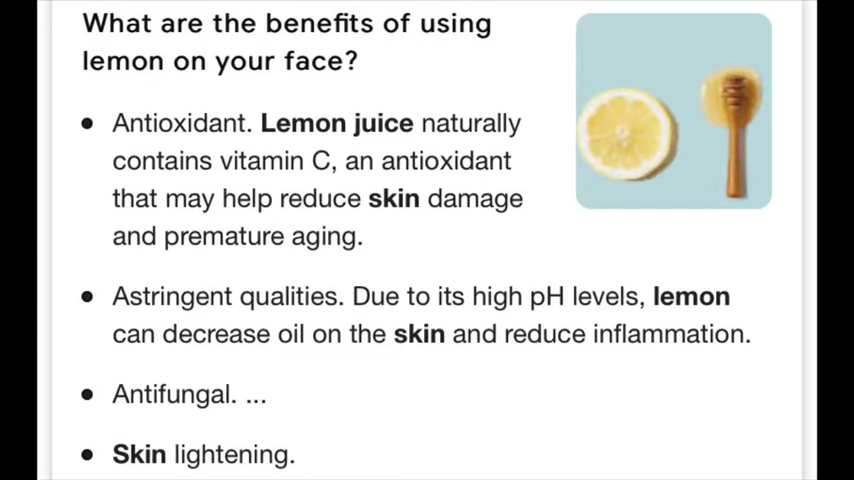 What are the benefits of using
lemon on your face?
Antioxidant. Lemon juice naturally
contains vitamin C, an antioxidant
that may help reduce skin damage
and premature aging.
Astringent qualities. Due to its high pH levels, lemon
can decrease oil on the skin and reduce inflammation.
Antifungal. ...
Skin lightening.